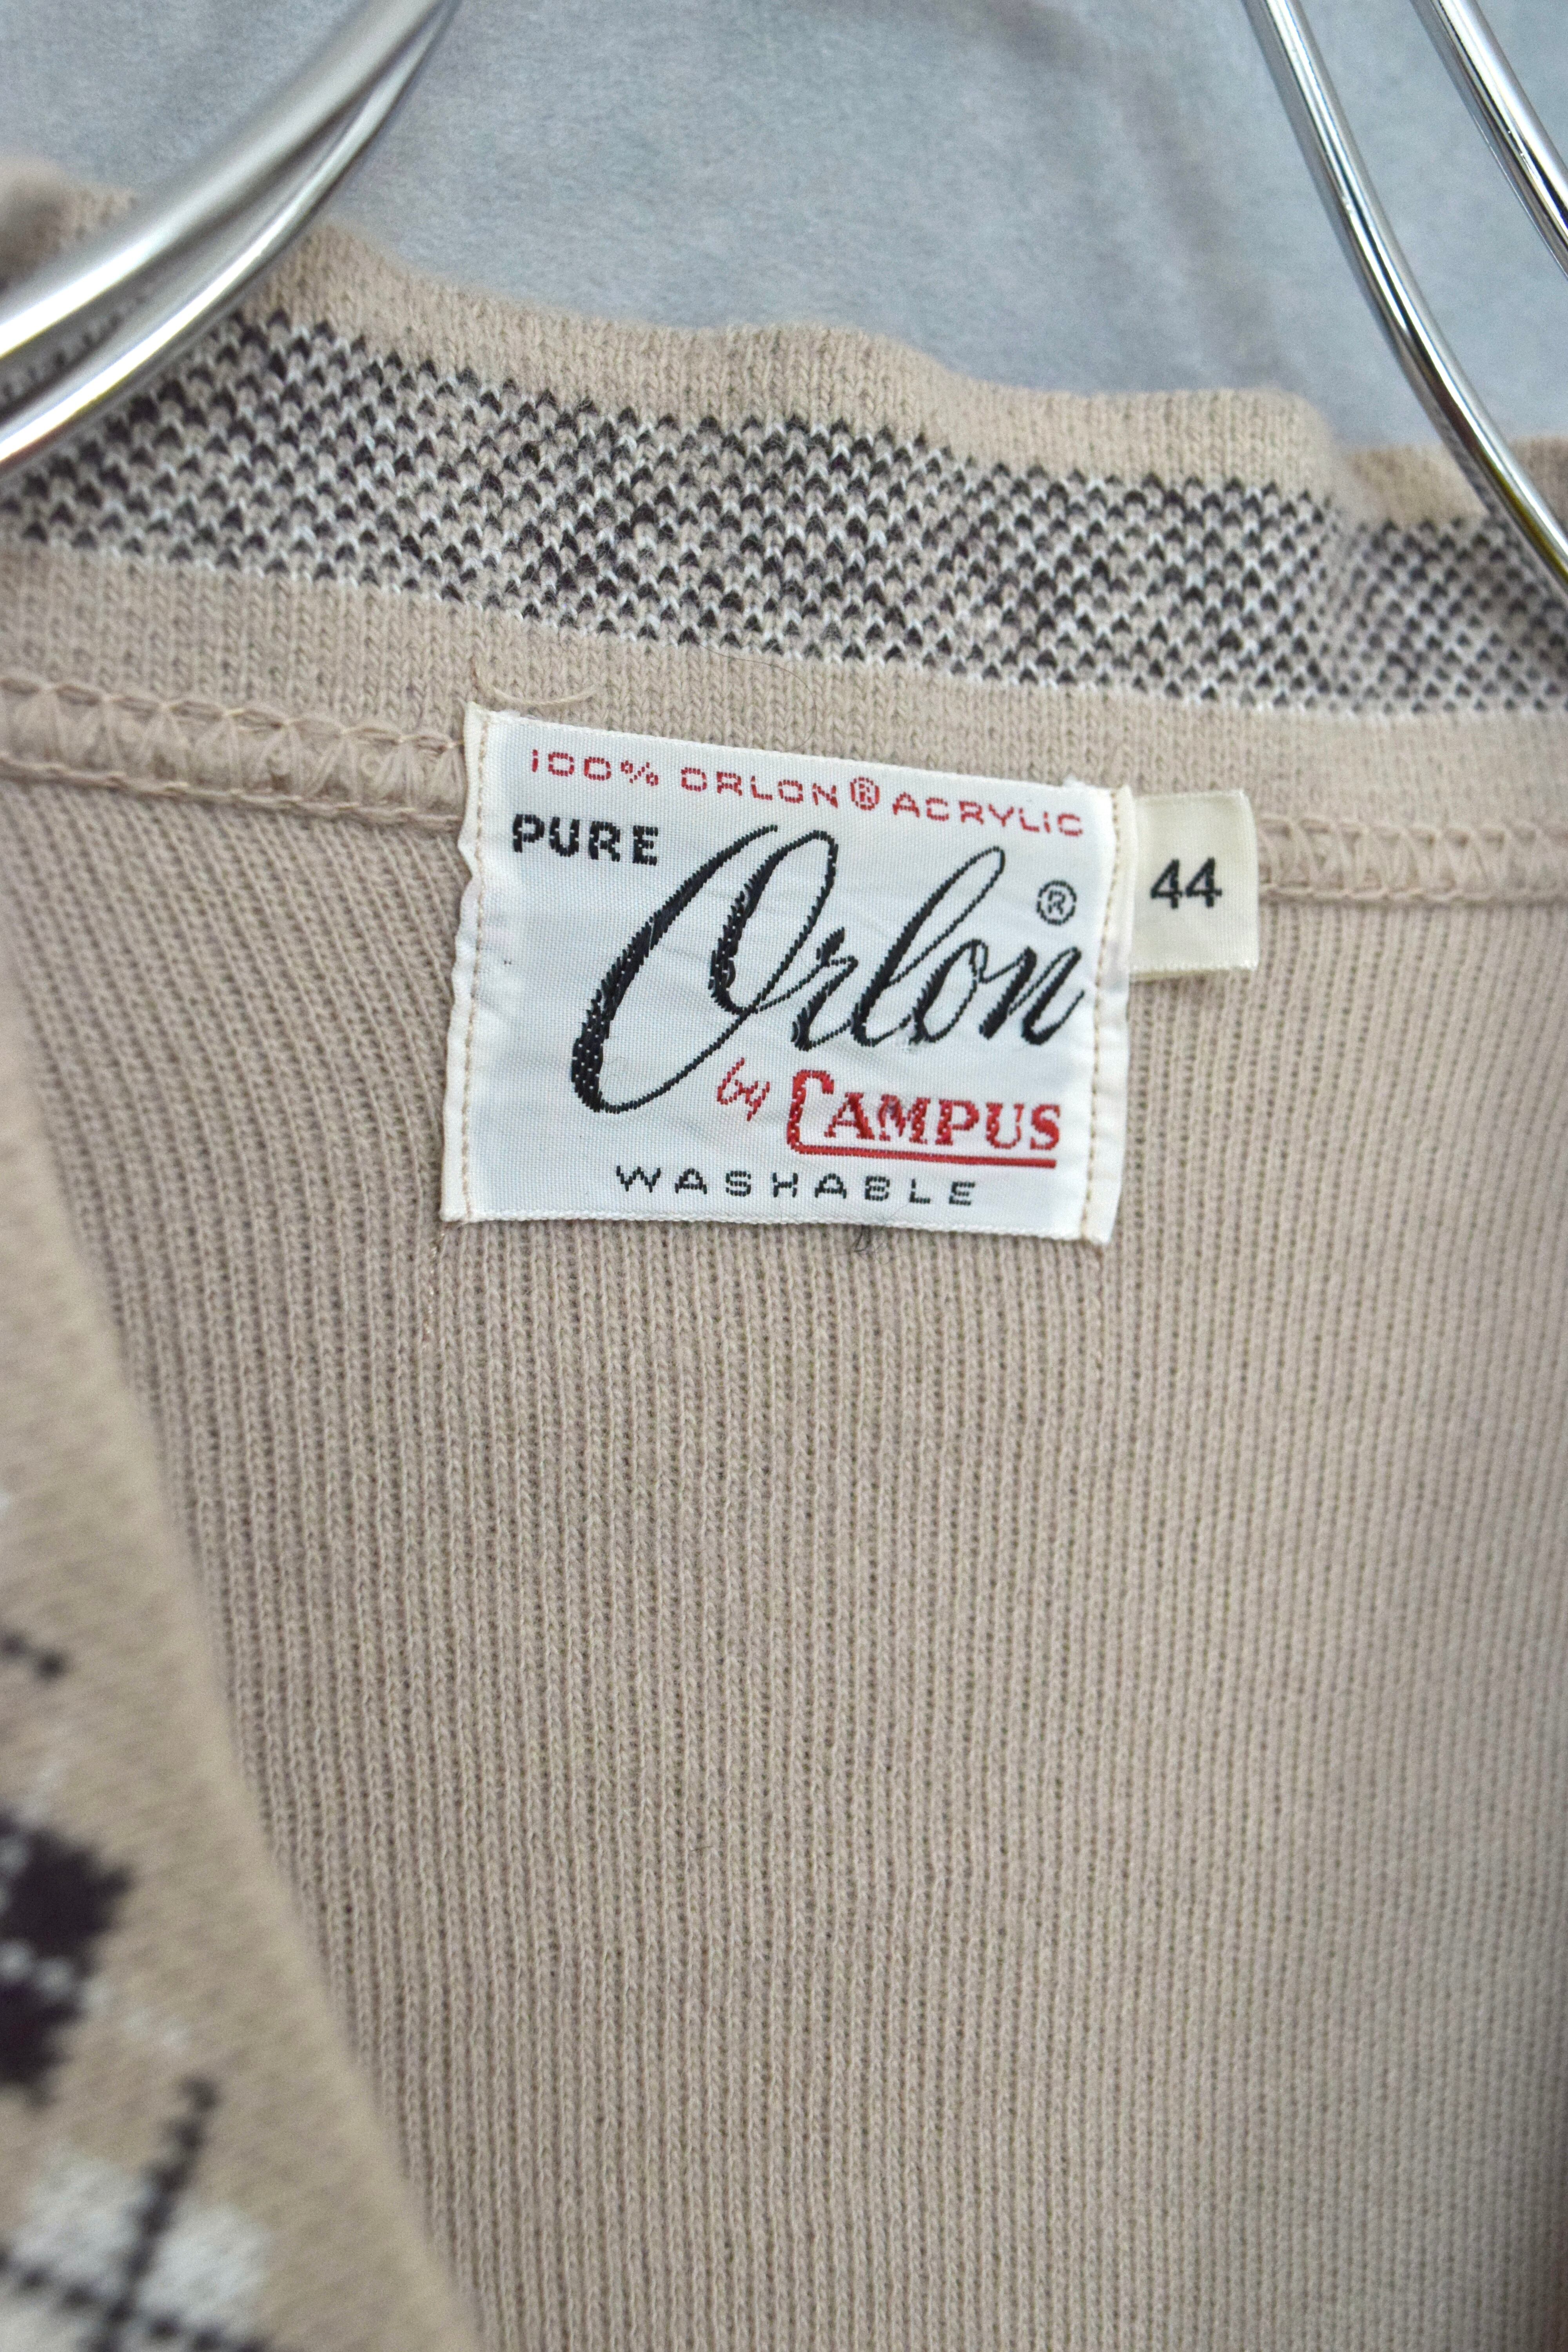 100% ORLON® ACRYLIC
PURE
Orlon®
by CAMPUS
WASHABLE
44